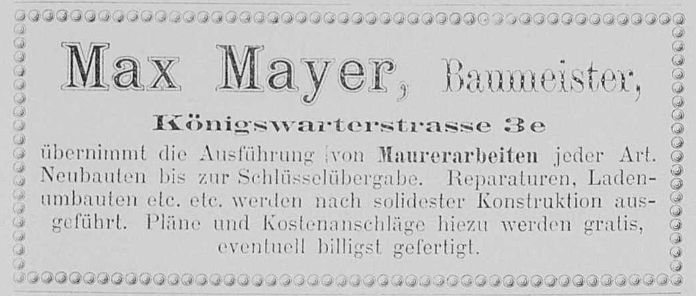 Max Mayer, Baumeister,
Königswarterstrasse 3e
übernimmt die Ausführung von Maurerarbeiten jeder Art.
Neubauten bis zur Schlüsselübergabe. Reparaturen, Laden-
umbauten etc. etc. werden nach solidester Konstruktion aus-
geführt. Pläne und Kostenanschläge hiezu werden gratis,
eventuell billigst gefertigt.